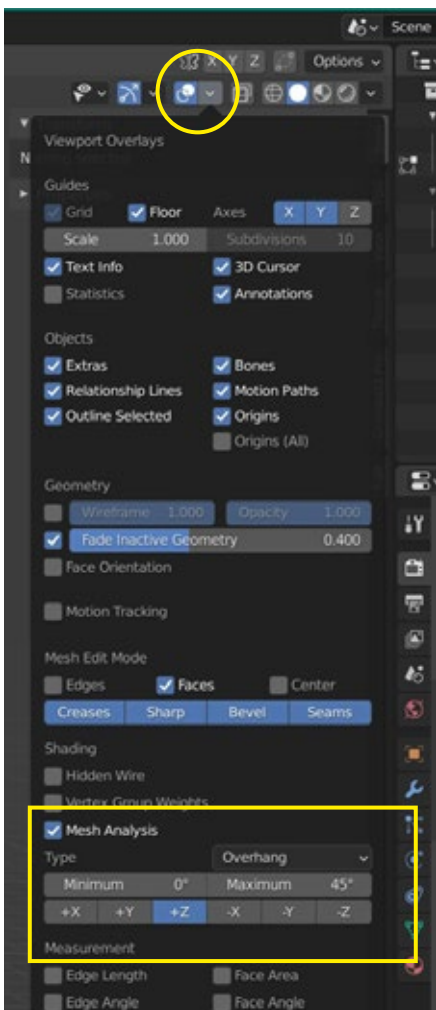 Scene
X Y Z Options
Viewport Overlays
N
Guides
Grid Floor Axes X Y Z
Scale 1.000 Subdivisions 10
Text Info 3D Cursor
Statistics Annotations
Objects
Extras Bones
Relationship Lines Motion Paths
Outline Selected Origins
Origins (All)
Geometry
Wireframe 1.000 Opacity 1.000
Fade Inactive Geometry 0.400
Face Orientation
Motion Tracking
Mesh Edit Mode
Edges Faces Center
Creases Sharp Bevel Seams
Shading
Hidden Wire
Vertex Group Weights
Mesh Analysis
Type Overhang
Minimum 0° Maximum 45°
+X +Y +Z -X -Y -Z
Measurement
Edge Length Face Area
Edge Angle Face Angle